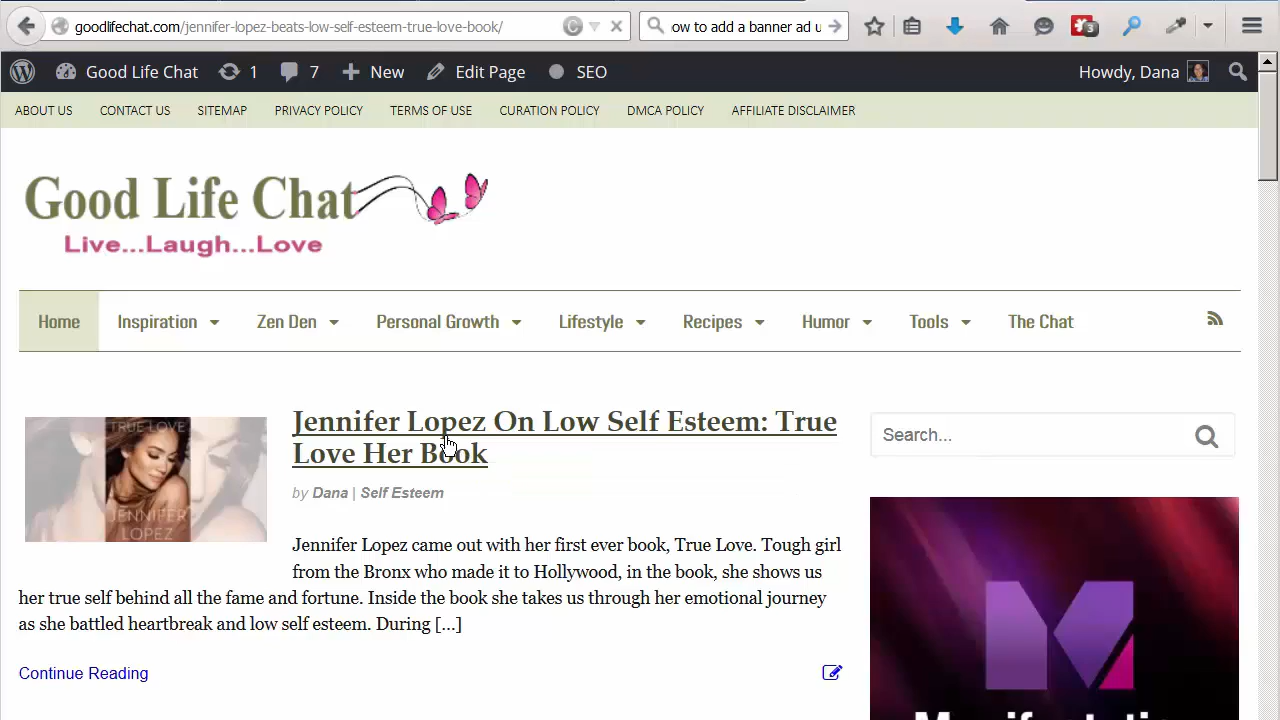 goodlifechat.com/jennifer-lopez-beats-low-self-esteem-true-love-book/
ow to add a banner ad u
3
Good Life Chat 1 7 New Edit Page SEO Howdy, Dana
ABOUT US CONTACT US SITEMAP PRIVACY POLICY TERMS OF USE CURATION POLICY DMCA POLICY AFFILIATE DISCLAIMER
Good Life Chat
Live...Laugh...Love
Home Inspiration Zen Den Personal Growth Lifestyle Recipes Humor Tools The Chat
TRUE LOVE
JENNIFER
LOPEZ
Jennifer Lopez On Low Self Esteem: True
Love Her Book
by Dana | Self Esteem
Jennifer Lopez came out with her first ever book, True Love. Tough girl
from the Bronx who made it to Hollywood, in the book, she shows us
her true self behind all the fame and fortune. Inside the book she takes us through her emotional journey
as she battled heartbreak and low self esteem. During [...]
Continue Reading
Search...
M